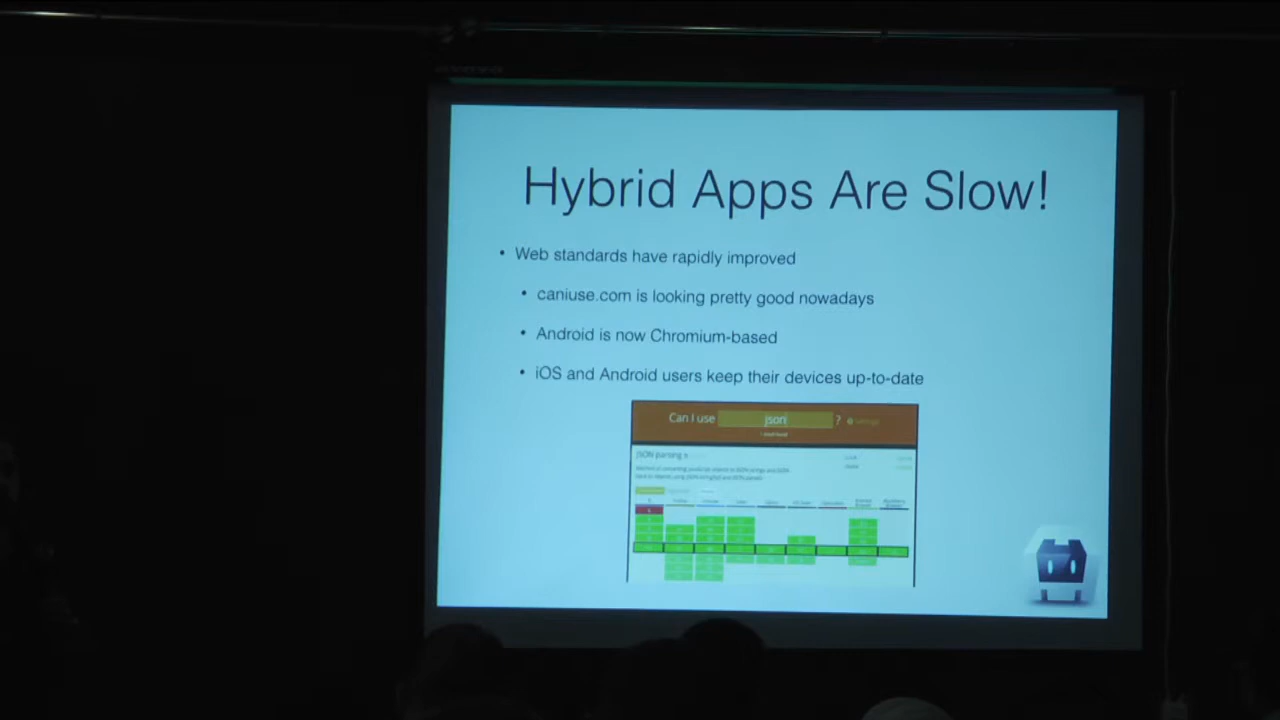 Hybrid Apps Are Slow!
• Web standards have rapidly improved
• caniuse.com is looking pretty good nowadays
• Android is now Chromium-based
• iOS and Android users keep their devices up-to-date
Can I use json ?
JSON parsing